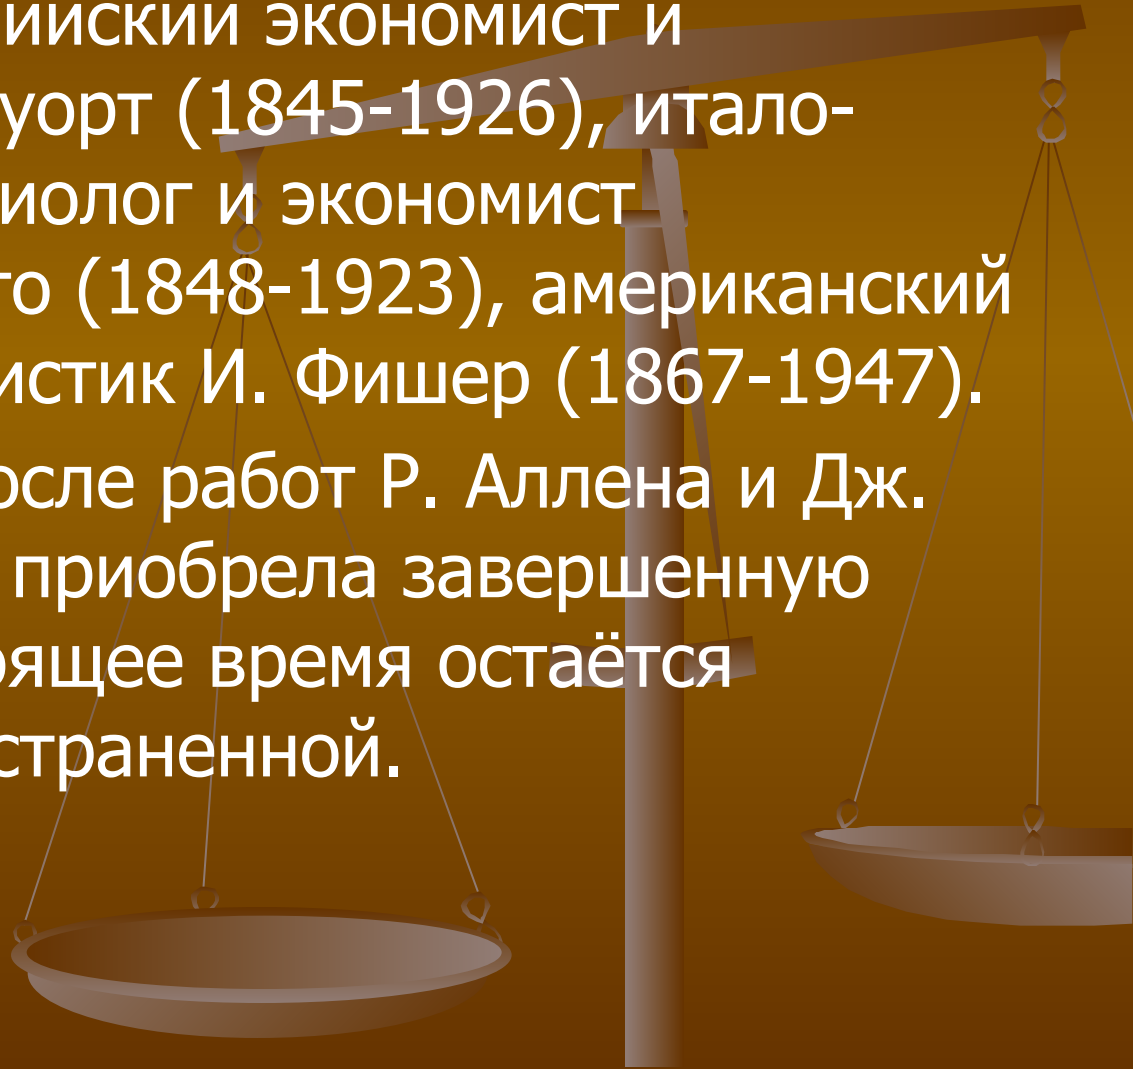 ийский экономист и
уорт (1845-1926), итало-
иолог и экономист
то (1848-1923), американский
истик И. Фишер (1867-1947).
осле работ Р. Аллена и Дж.
приобрела завершенную
оящее время остаётся
страненной.